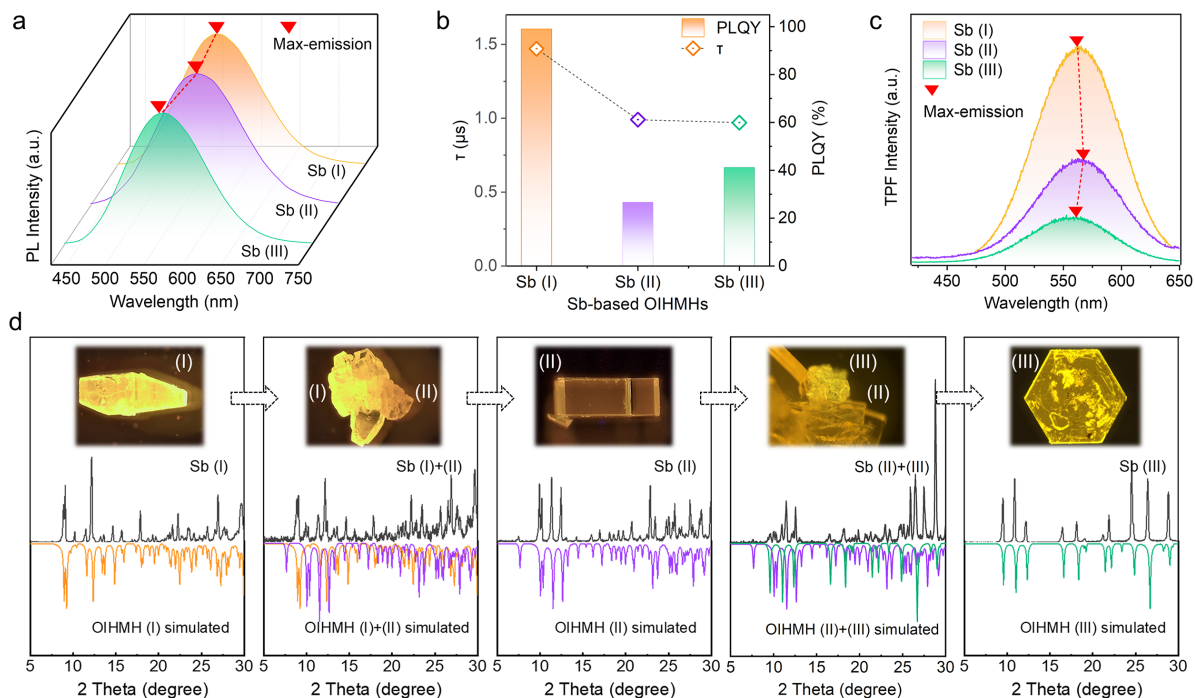 a
Max-emission
PL Intensity (a.u.)
Sb (I)
Sb (II)
Sb (III)
450 500 550 600 650 700 750
Wavelength (nm)
b
PLQY
τ
τ (μs)
1.5
1.0
0.5
0.0
100
80
60
40
20
0
PLQY (%)
Sb (I) Sb (II) Sb (III)
Sb-based OIHMHs
c
Sb (I)
Sb (II)
Sb (III)
Max-emission
TPF Intensity (a.u.)
450 500 550 600 650
Wavelength (nm)
d
(I)
Sb (I)
OIHMH (I) simulated
5 10 15 20 25 30
2 Theta (degree)
(I) (II)
Sb (I)+(II)
OIHMH (I)+(II) simulated
5 10 15 20 25 30
2 Theta (degree)
(II)
Sb (II)
OIHMH (II) simulated
5 10 15 20 25 30
2 Theta (degree)
(III)
(II)
Sb (II)+(III)
OIHMH (II)+(III) simulated
5 10 15 20 25 30
2 Theta (degree)
(III)
Sb (III)
OIHMH (III) simulated
5 10 15 20 25 30
2 Theta (degree)